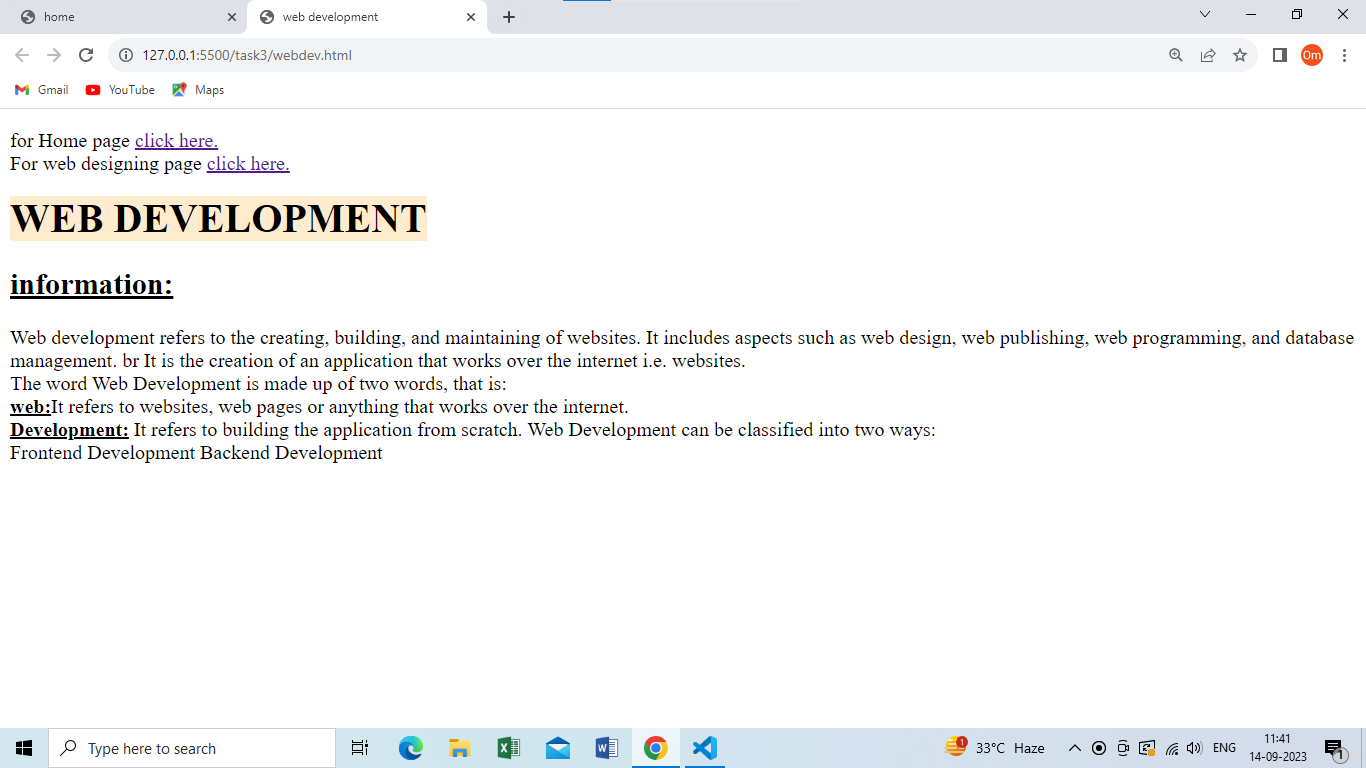 home
web development
127.0.0.1:5500/task3/webdev.html
Om
Gmail
YouTube
Maps
for Home page click here.
For web designing page click here.
WEB DEVELOPMENT
information:
Web development refers to the creating, building, and maintaining of websites. It includes aspects such as web design, web publishing, web programming, and database
management. br It is the creation of an application that works over the internet i.e. websites.
The word Web Development is made up of two words, that is:
web:It refers to websites, web pages or anything that works over the internet.
Development: It refers to building the application from scratch. Web Development can be classified into two ways:
Frontend Development Backend Development
Type here to search
1
33°C Haze
ENG
11:41
14-09-2023
1